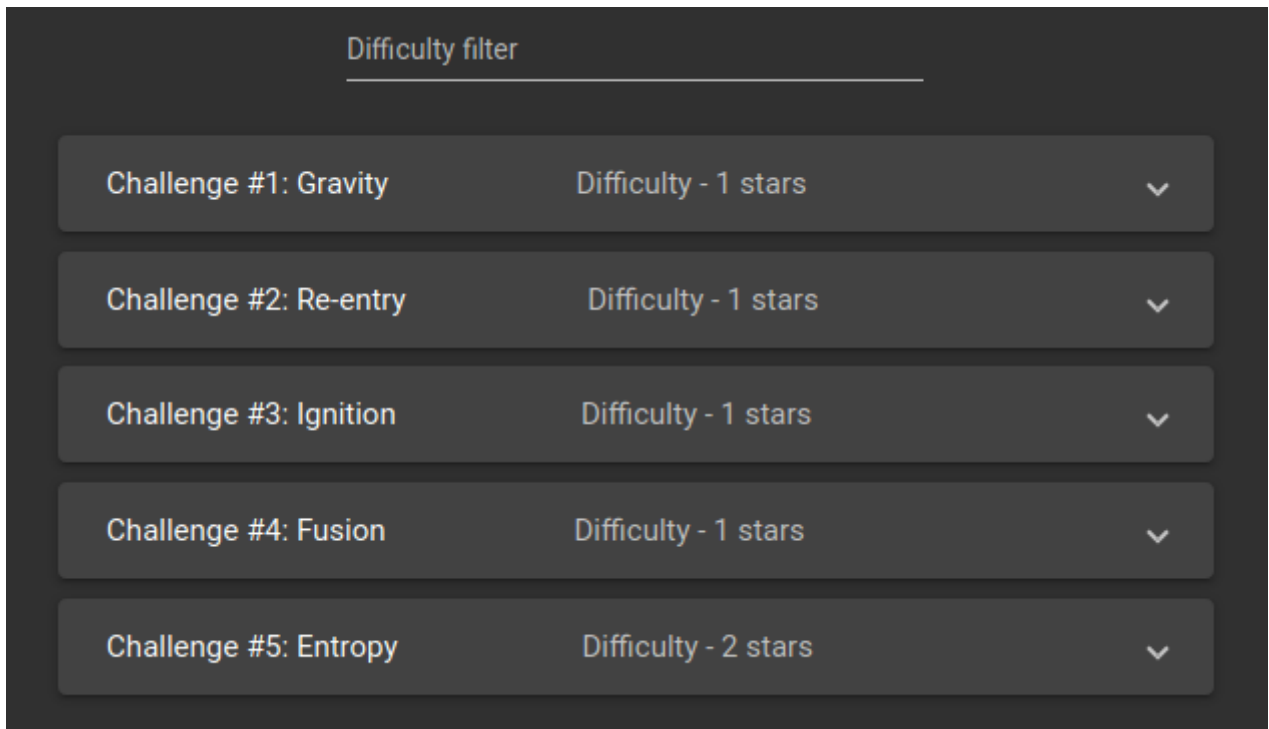 Difficulty filter
Challenge #1: Gravity Difficulty - 1 stars
Challenge #2: Re-entry Difficulty - 1 stars
Challenge #3: Ignition Difficulty - 1 stars
Challenge #4: Fusion Difficulty - 1 stars
Challenge #5: Entropy Difficulty - 2 stars